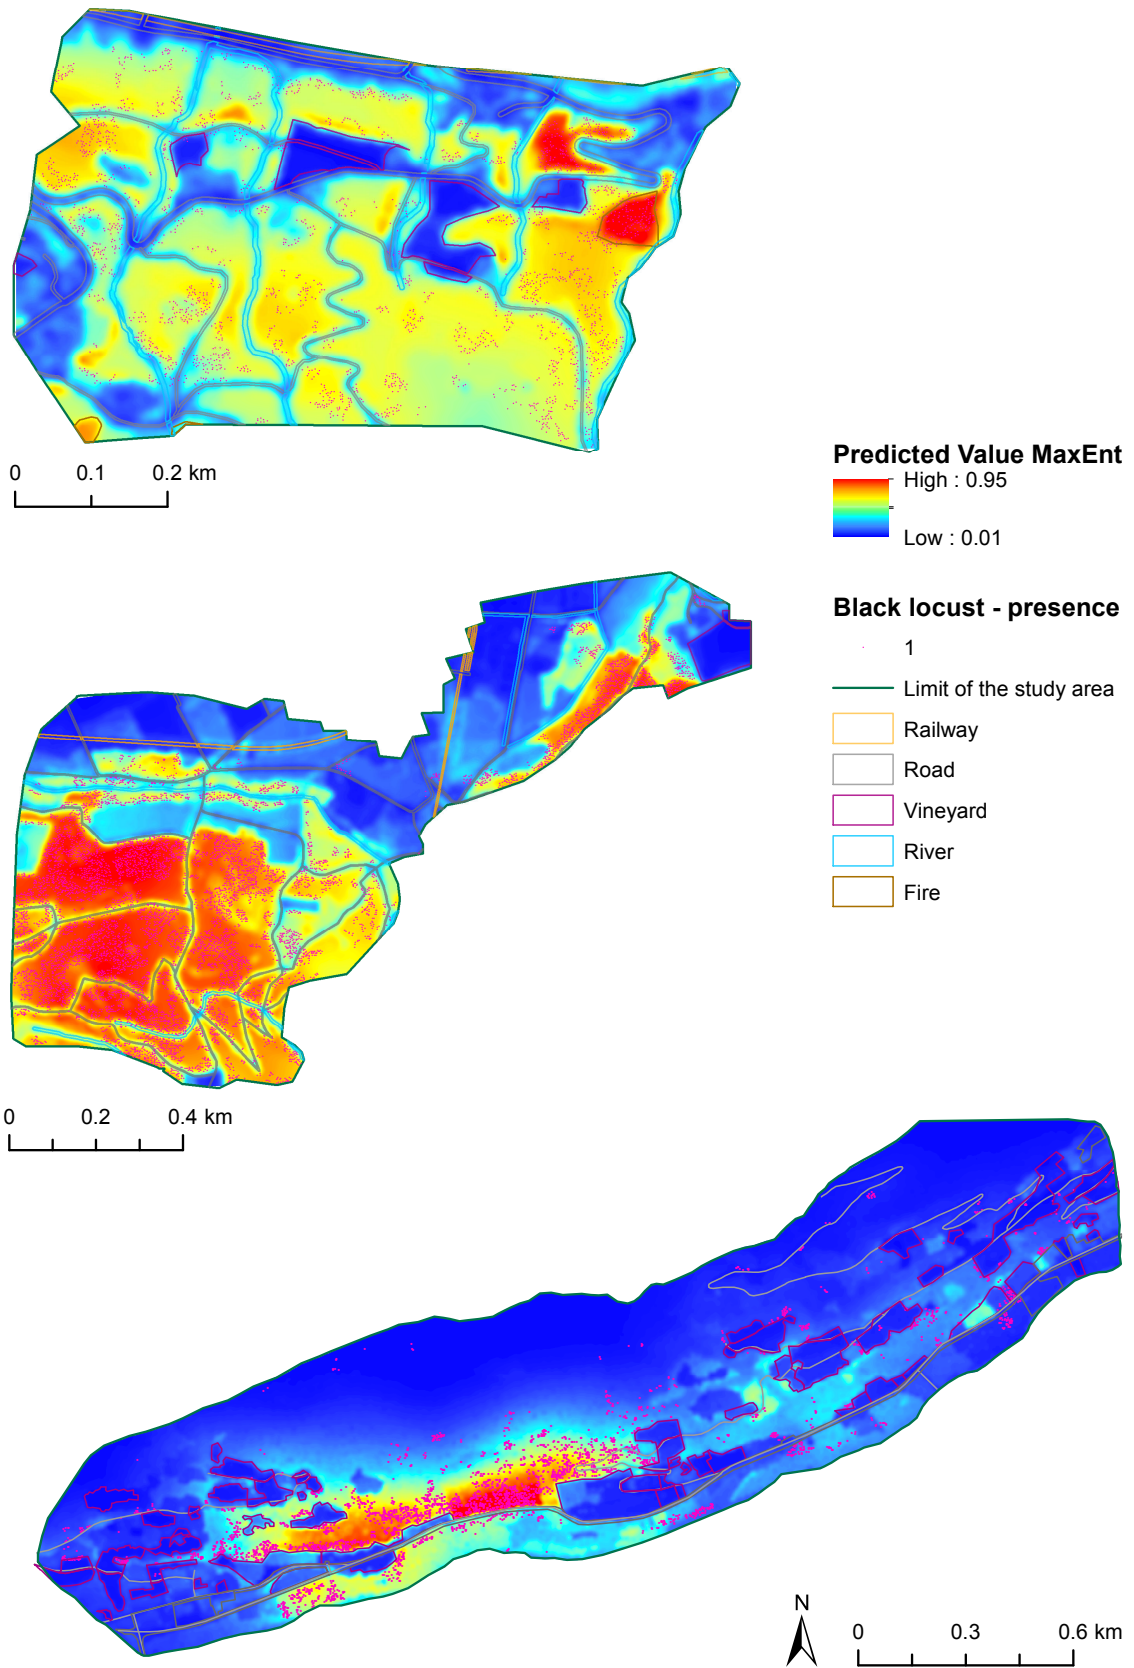 0 0.1 0.2 km
Predicted Value MaxEnt
High : 0.95
Low : 0.01
Black locust - presence
1
Limit of the study area
Railway
Road
Vineyard
River
Fire
0 0.2 0.4 km
N
0 0.3 0.6 km